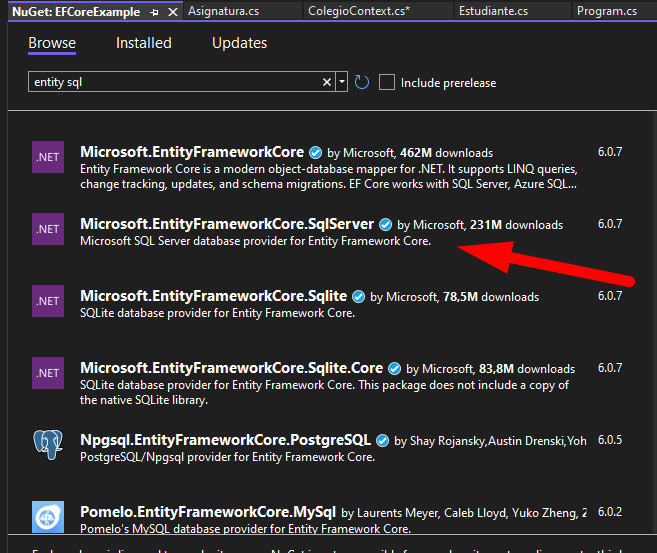 NuGet: EFCoreExample Asignatura.cs ColegioContext.cs* Estudiante.cs Program.cs
Browse Installed Updates
entity sql Include prerelease
.NET Microsoft.EntityFrameworkCore by Microsoft, 462M downloads 6.0.7
Entity Framework Core is a modern object-database mapper for .NET. It supports LINQ queries,
change tracking, updates, and schema migrations. EF Core works with SQL Server, Azure SQL...
.NET Microsoft.EntityFrameworkCore.SqlServer by Microsoft, 231M downloads 6.0.7
Microsoft SQL Server database provider for Entity Framework Core.
.NET Microsoft.EntityFrameworkCore.Sqlite by Microsoft, 78,5M downloads 6.0.7
SQLite database provider for Entity Framework Core.
.NET Microsoft.EntityFrameworkCore.Sqlite.Core by Microsoft, 83,8M downloads 6.0.7
SQLite database provider for Entity Framework Core. This package does not include a copy of
the native SQLite library.
Npgsql.EntityFrameworkCore.PostgreSQL by Shay Rojansky,Austin Drenski,Yoh 6.0.5
PostgreSQL/Npgsql provider for Entity Framework Core.
Pomelo.EntityFrameworkCore.MySql by Laurents Meyer, Caleb Lloyd, Yuko Zheng, 6.0.2
Pomelo's MySQL database provider for Entity Framework Core.